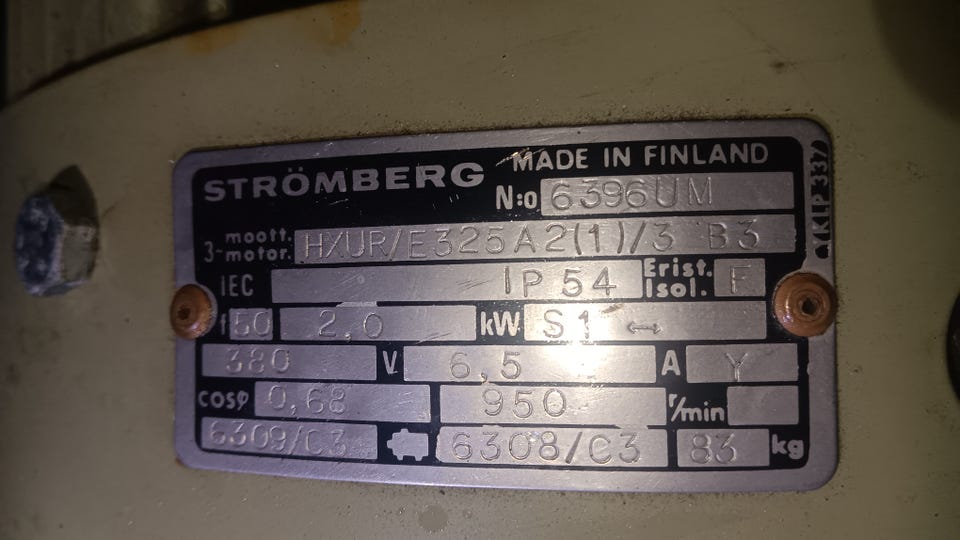 STRÖMBERG MADE IN FINLAND
N:o 6396UM
3~ moott. motor. HXUR/E325A2(1)/3 B3
IEC IP 54 Erist. Isol. F
f 50 2.0 kW S1 ↔
380 V 6,5 A Y
cosφ 0,68 950 r/min
6309/C3 6308/C3 83 kg
KIP 337